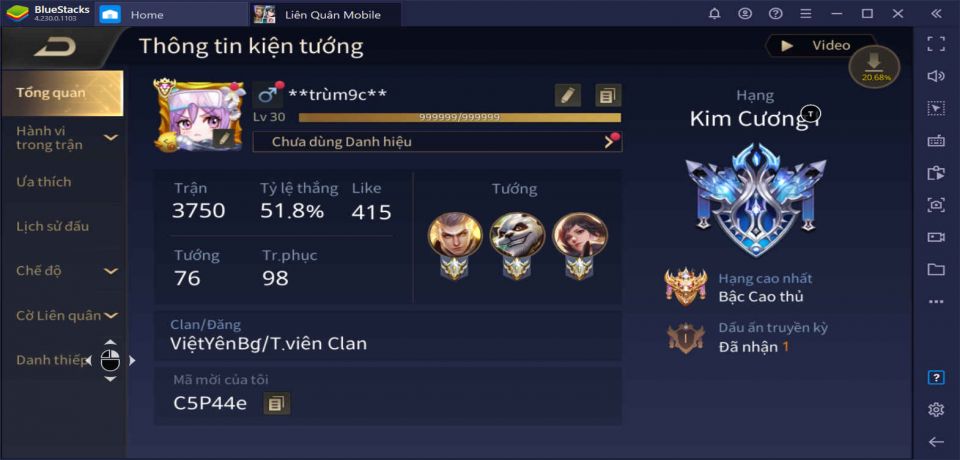 BlueStacks
4.230.0.1103
Home
Liên Quân Mobile
Thông tin kiện tướng
Video
20.68%
Tổng quan
Hành vi
trong trận
Ưa thích
Lịch sử đấu
Chế độ
Cờ Liên quân
Danh thiếp
**trùm9c**
Lv 30
999999/999999
Chưa dùng Danh hiệu
Trận
3750
Tỷ lệ thắng
51.8%
Like
415
Tướng
76
Tr.phục
98
Tướng
Clan/Đăng
ViệtYênBg/T.viên Clan
Mã mời của tôi
C5P44e
Hạng
Kim Cương I
T
Hạng cao nhất
Bậc Cao thủ
I
Dấu ấn truyền kỳ
Đã nhận 1